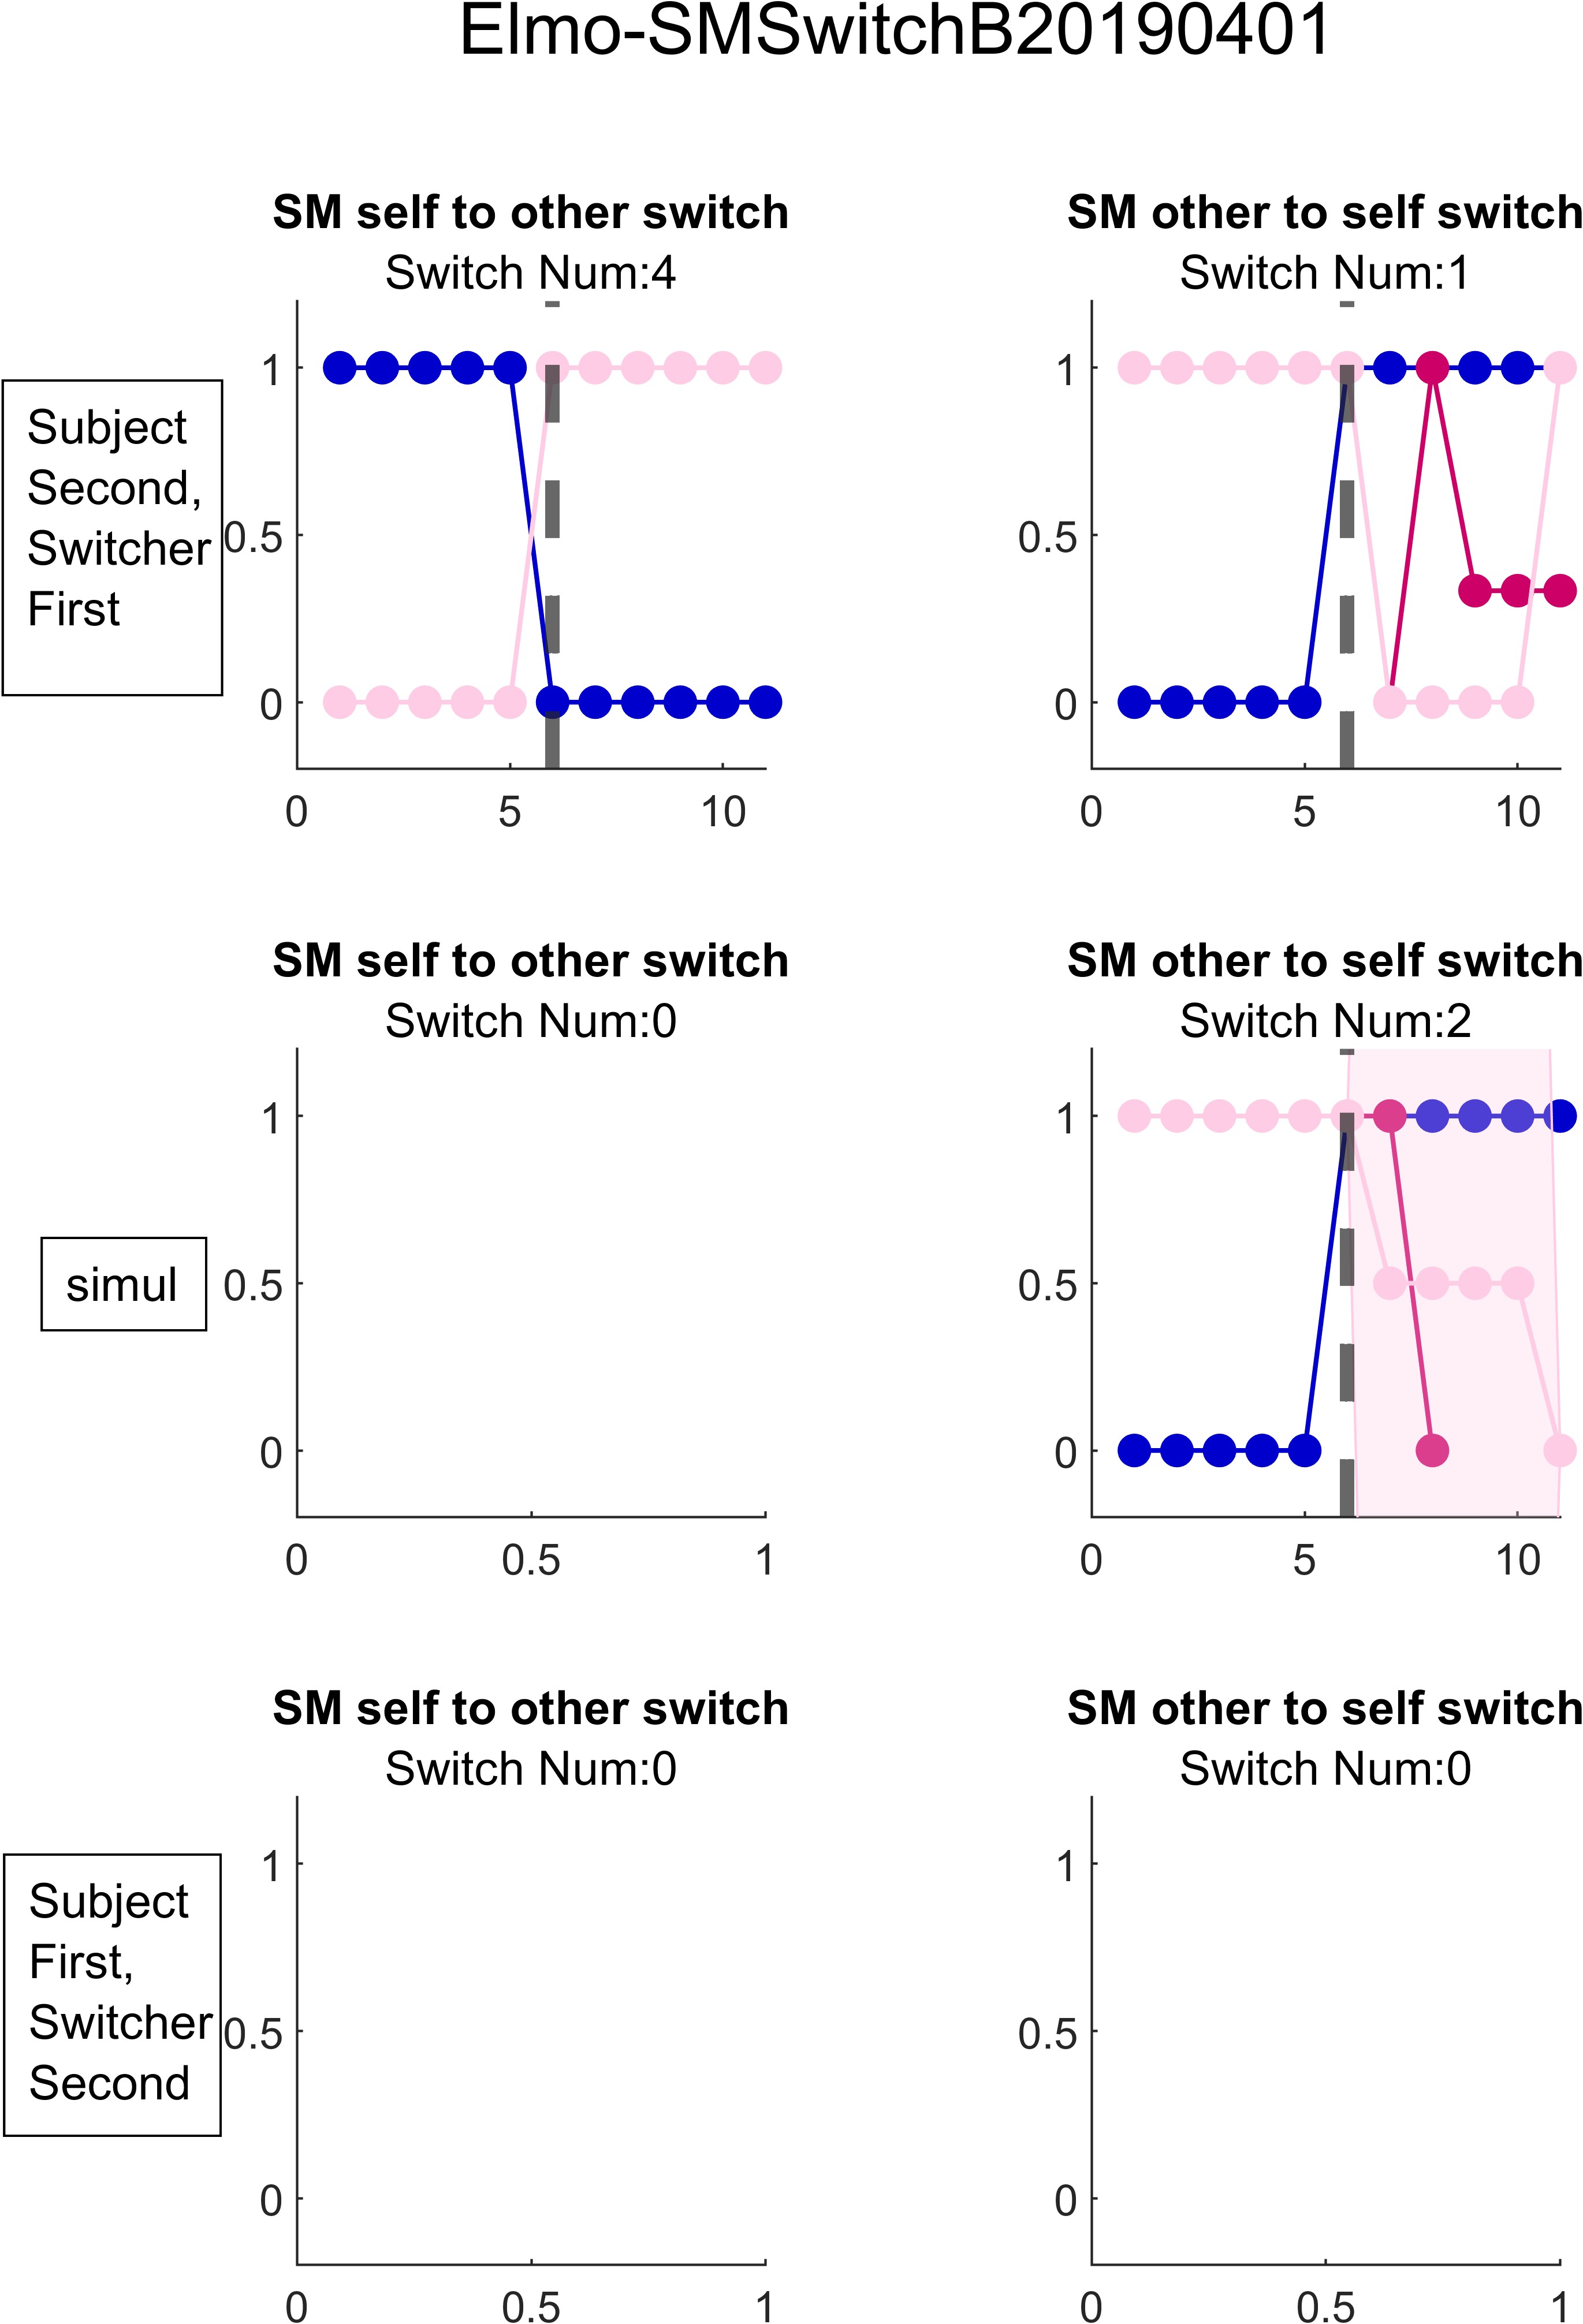 Elmo-SMSwitchB20190401
SM self to other switch
Switch Num:4
SM other to self switch
Switch Num:1
Subject
Second,
Switcher
First
1
0.5
0
0
5
10
1
0.5
0
0
5
10
SM self to other switch
Switch Num:0
SM other to self switch
Switch Num:2
simul
1
0.5
0
0
0.5
1
1
0.5
0
0
5
10
SM self to other switch
Switch Num:0
SM other to self switch
Switch Num:0
Subject
First,
Switcher
Second
1
0.5
0
0
0.5
1
1
0.5
0
0
0.5
1